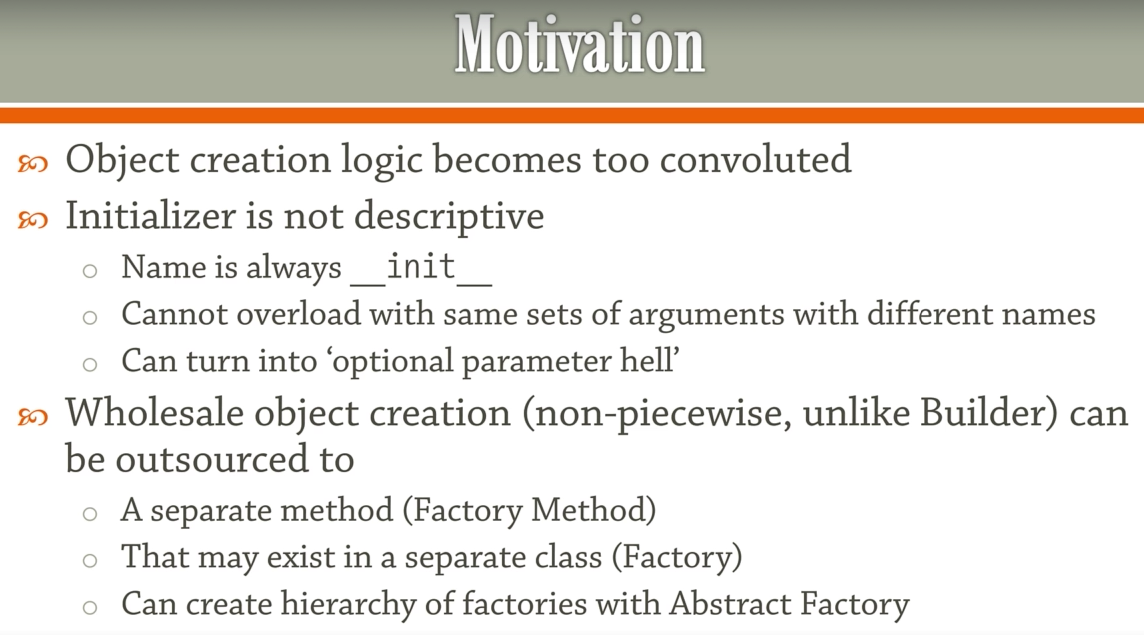 Motivation
Object creation logic becomes too convoluted
Initializer is not descriptive
Name is always __init__
Cannot overload with same sets of arguments with different names
Can turn into ‘optional parameter hell’
Wholesale object creation (non-piecewise, unlike Builder) can
be outsourced to
A separate method (Factory Method)
That may exist in a separate class (Factory)
Can create hierarchy of factories with Abstract Factory